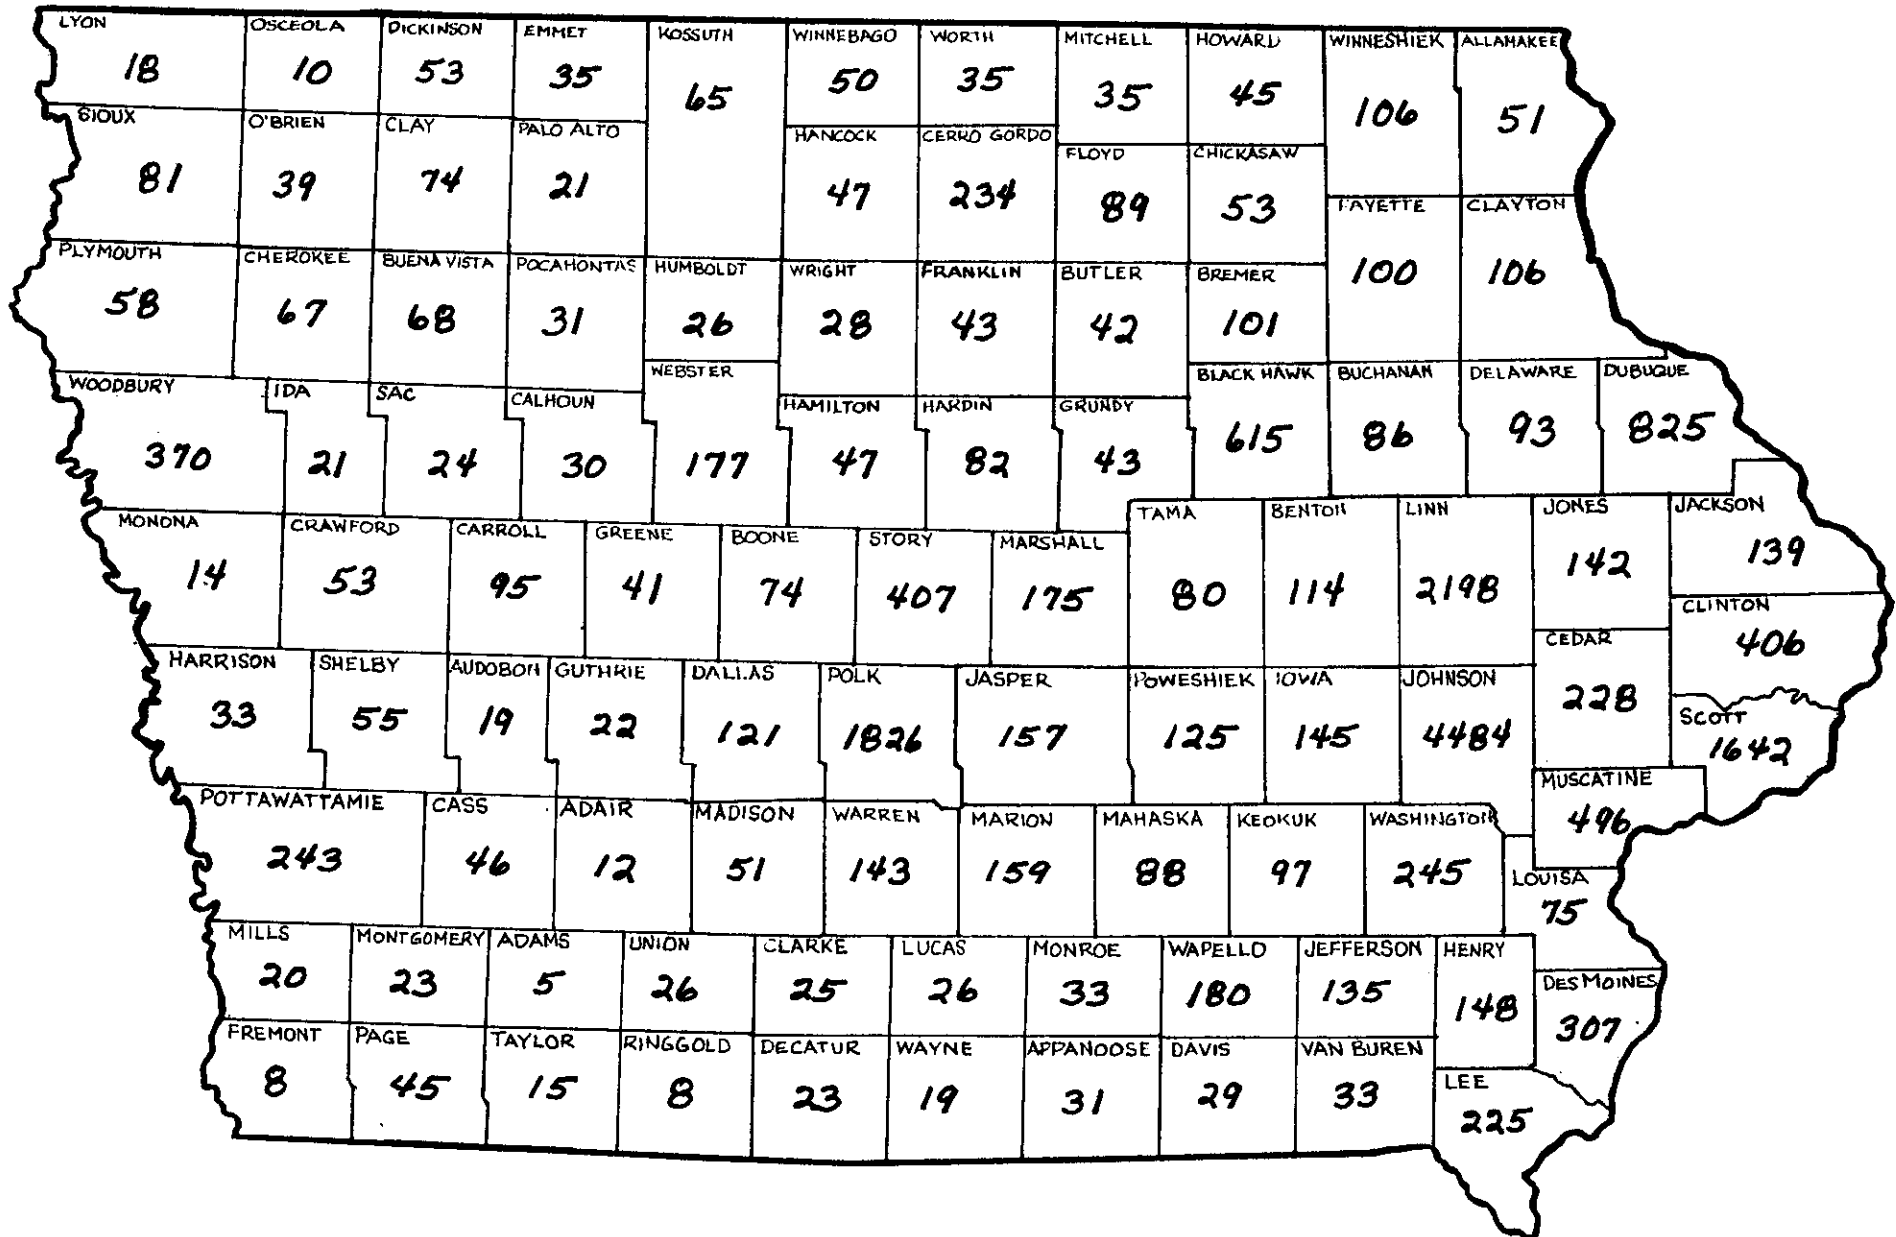 LYON
18
OSCEOLA
10
DICKINSON
53
EMMET
35
KOSSUTH
65
WINNEBAGO
50
WORTH
35
MITCHELL
35
HOWARD
45
WINNESHIEK
106
ALLAMAKEE
51
SIOUX
81
O'BRIEN
39
CLAY
74
PALO ALTO
21
HANCOCK
47
CERRO GORDO
234
FLOYD
89
CHICKASAW
53
FAYETTE
100
CLAYTON
106
PLYMOUTH
58
CHEROKEE
67
BUENA VISTA
68
POCAHONTAS
31
HUMBOLDT
26
WRIGHT
28
FRANKLIN
43
BUTLER
42
BREMER
101
WOODBURY
370
IDA
21
SAC
24
CALHOUN
30
WEBSTER
177
HAMILTON
47
HARDIN
82
GRUNDY
43
BLACK HAWK
615
BUCHANAN
86
DELAWARE
93
DUBUQUE
825
MONONA
14
CRAWFORD
53
CARROLL
95
GREENE
41
BOONE
74
STORY
407
MARSHALL
175
TAMA
80
BENTON
114
LINN
2198
JONES
142
JACKSON
139
CLINTON
406
CEDAR
228
SCOTT
1642
HARRISON
33
SHELBY
55
AUDOBON
19
GUTHRIE
22
DALLAS
121
POLK
1826
JASPER
157
POWESHIEK
125
IOWA
145
JOHNSON
4484
MUSCATINE
496
POTTAWATTAMIE
243
CASS
46
ADAIR
12
MADISON
51
WARREN
143
MARION
159
MAHASKA
88
KEOKUK
97
WASHINGTON
245
LOUISA
75
MILLS
20
MONTGOMERY
23
ADAMS
5
UNION
26
CLARKE
25
LUCAS
26
MONROE
33
WAPELLO
180
JEFFERSON
135
HENRY
148
DES MOINES
307
FREMONT
8
PAGE
45
TAYLOR
15
RINGGOLD
8
DECATUR
23
WAYNE
19
APPANOOSE
31
DAVIS
29
VAN BUREN
33
LEE
225